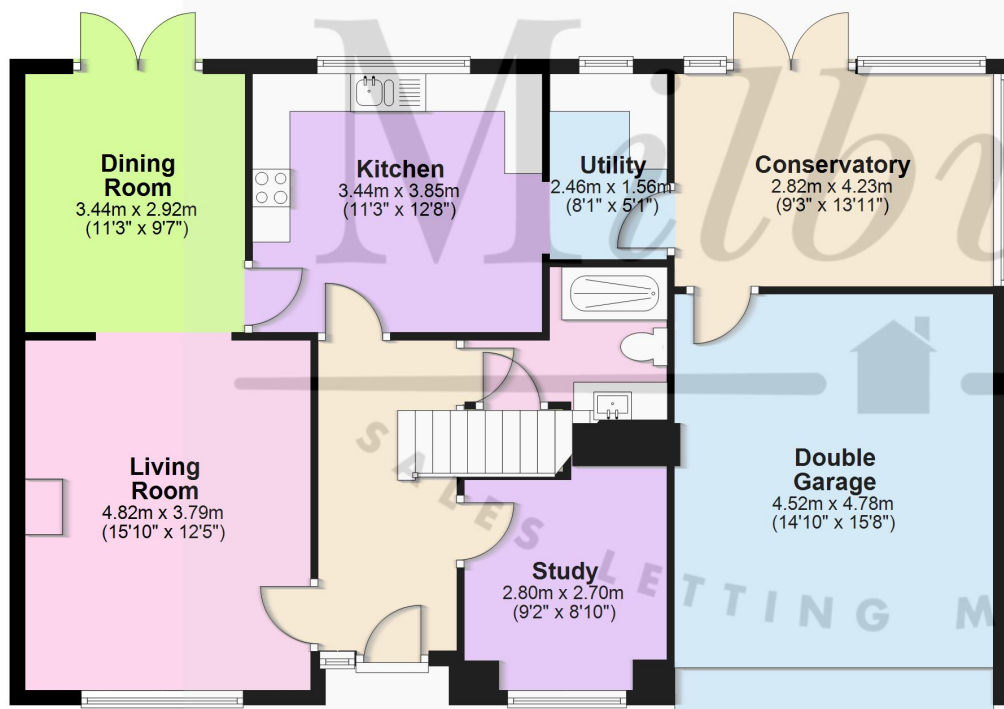 Dining
Room
3.44m x 2.92m
(11'3" x 9'7")
Kitchen
3.44m x 3.85m
(11'3" x 12'8")
Utility
2.46m x 1.56m
(8'1" x 5'1")
Conservatory
2.82m x 4.23m
(9'3" x 13'11")
Living
Room
4.82m x 3.79m
(15'10" x 12'5")
Double
Garage
4.52m x 4.78m
(14'10" x 15'8")
Study
2.80m x 2.70m
(9'2" x 8'10")
SALES LETTING M